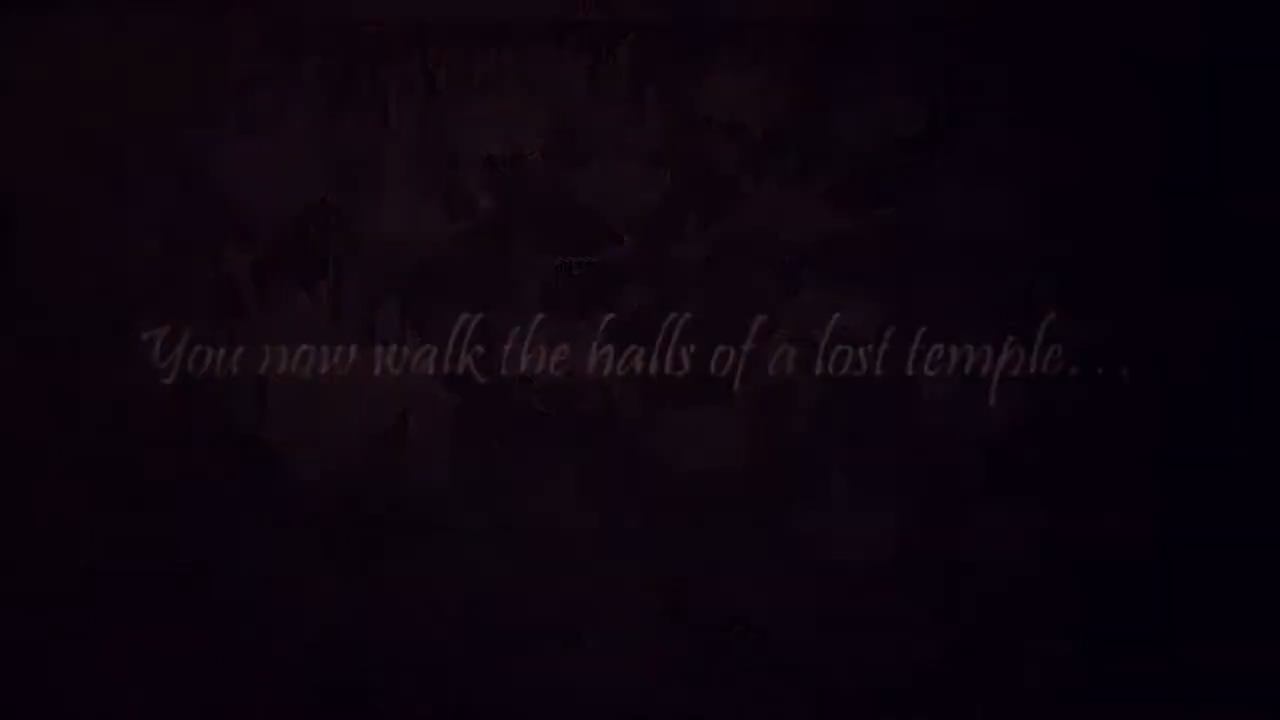 You now walk the halls of a lost temple. . .